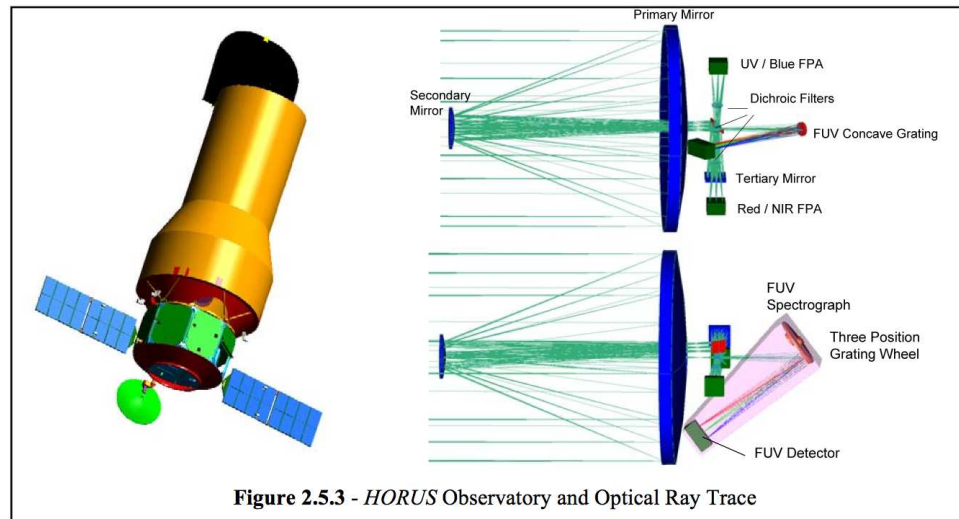 Primary Mirror
UV / Blue FPA
Secondary
Mirror
Dichroic Filters
FUV Concave Grating
Tertiary Mirror
Red / NIR FPA
FUV
Spectrograph
Three Position
Grating Wheel
FUV Detector
Figure 2.5.3 - HORUS Observatory and Optical Ray Trace